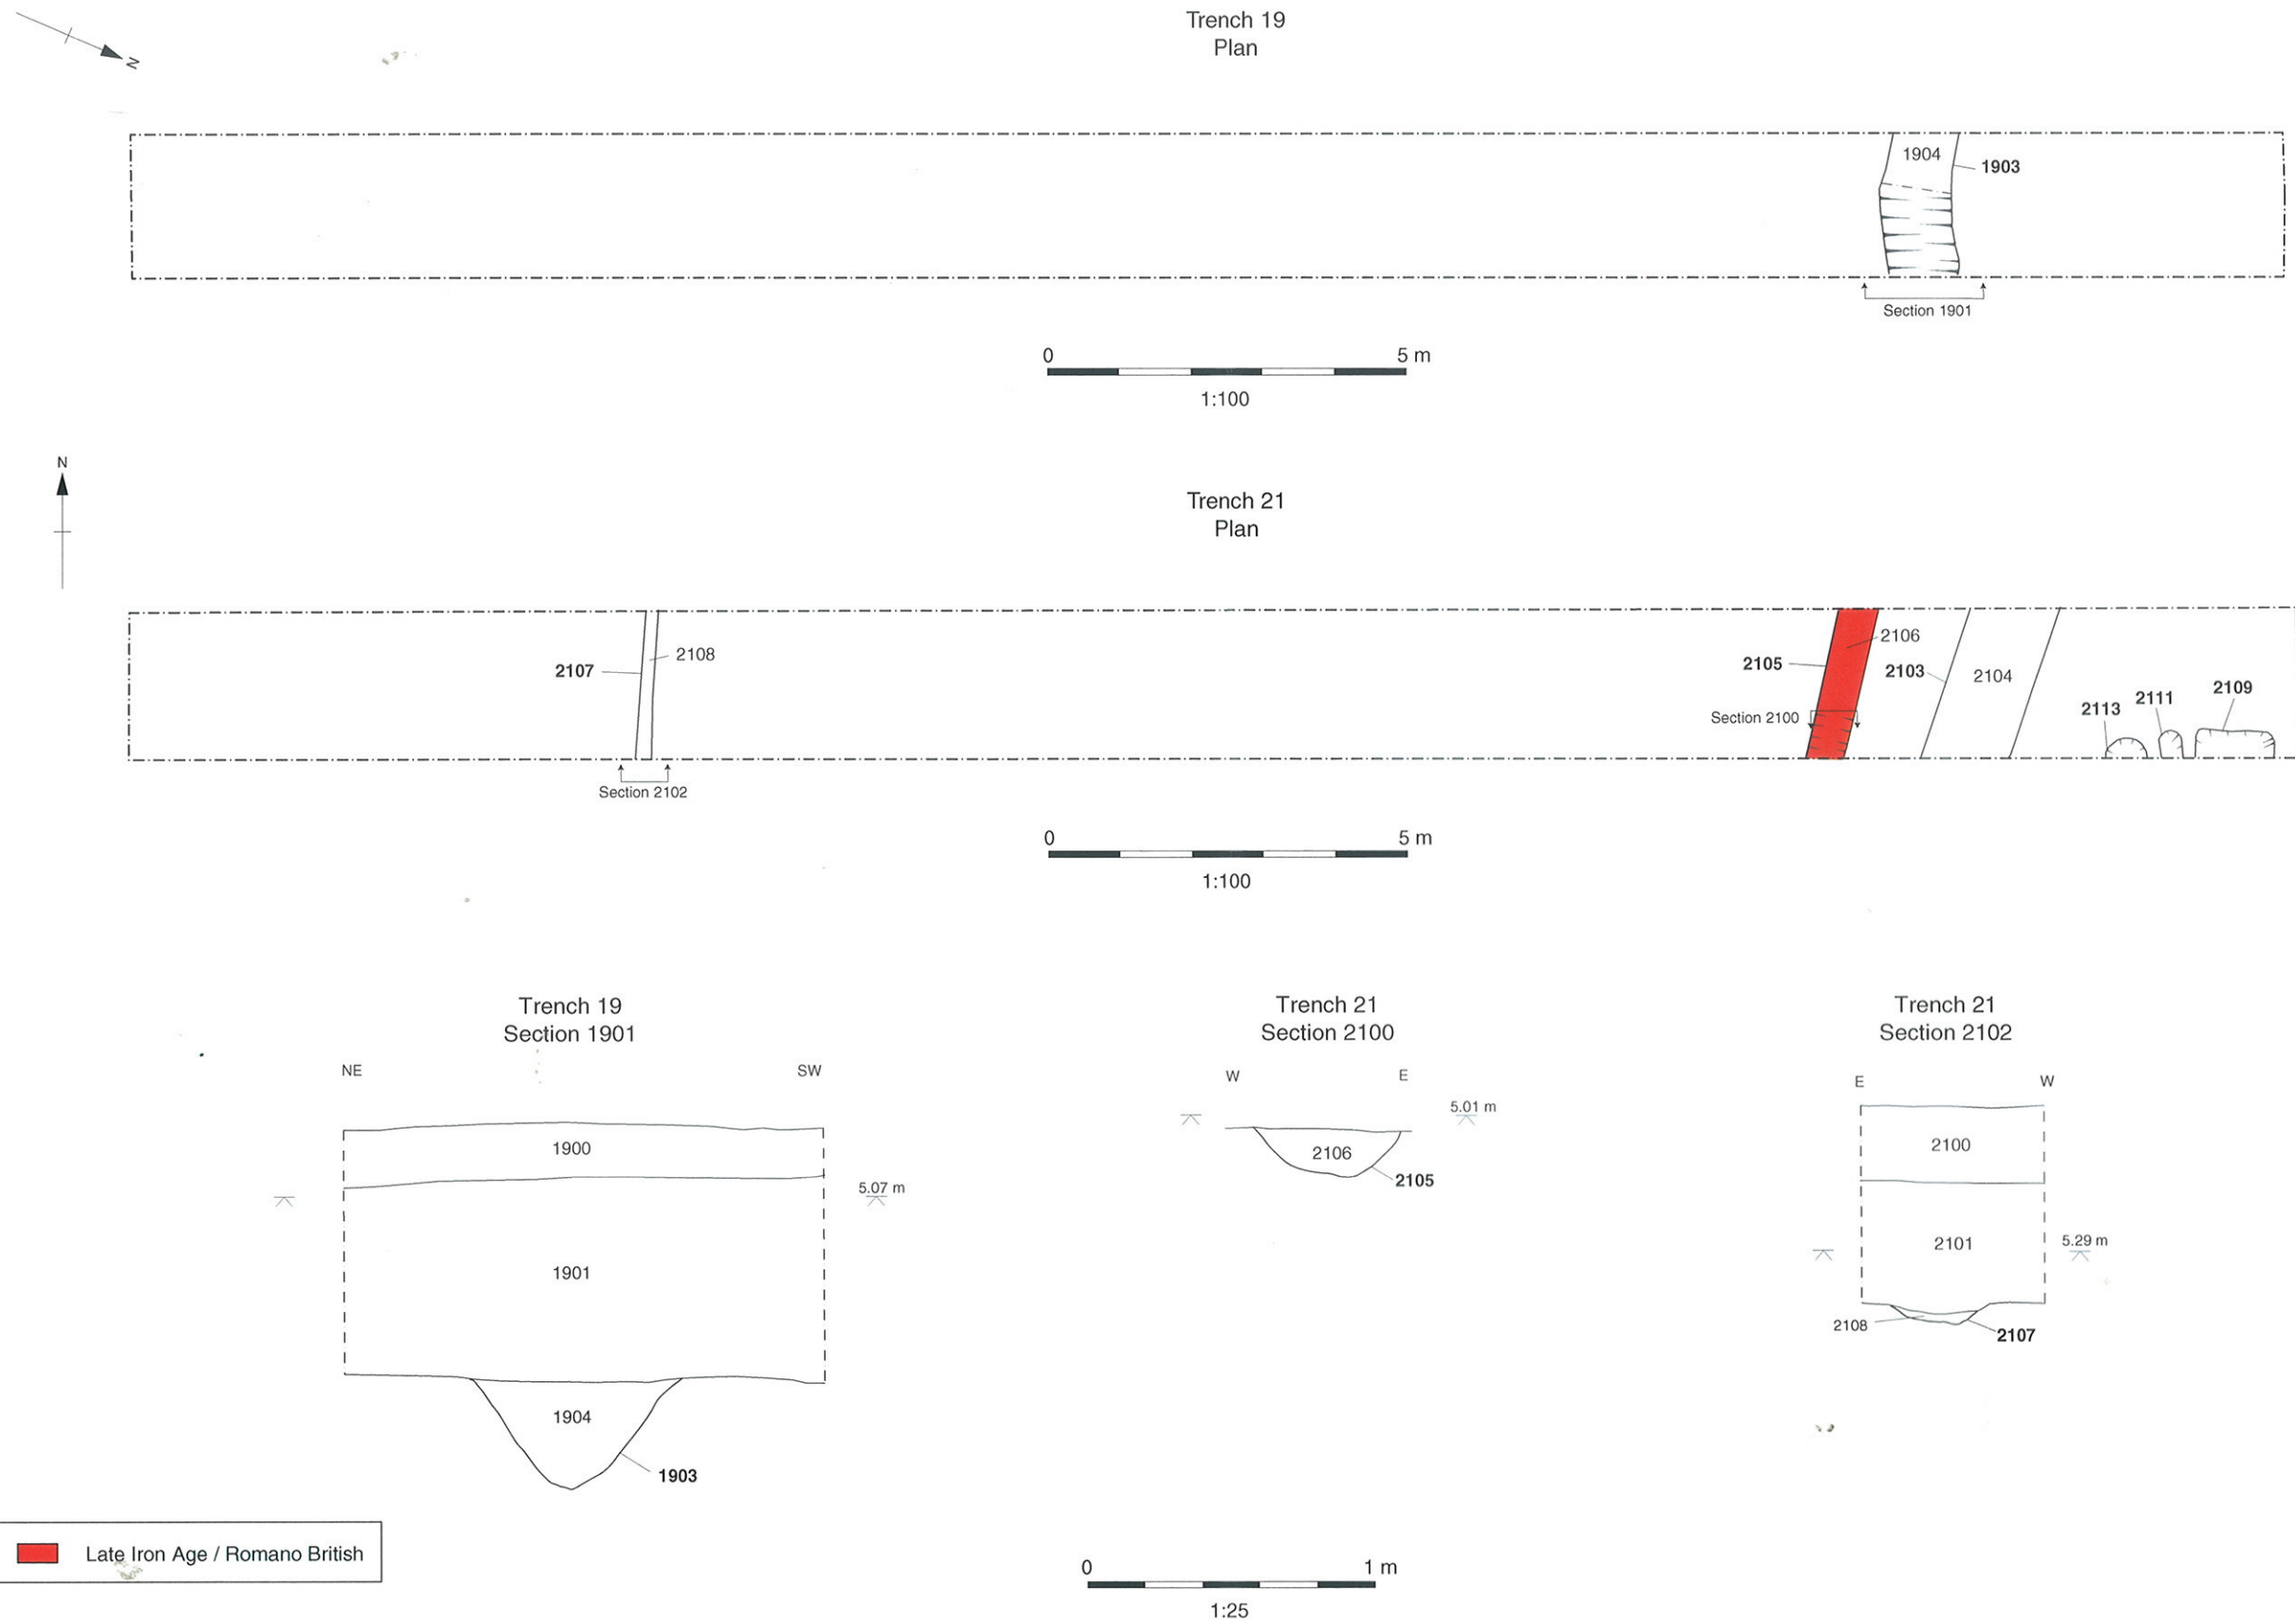 Trench 19
Plan
N
1904
1903
Section 1901
0 5 m
1:100
N
Trench 21
Plan
2106
2108
2105
2107
2103
2104
2109
2111
2113
Section 2100
Section 2102
0 5 m
1:100
Trench 19
Section 1901
NE SW
1900
5.07 m
1901
1904
1903
Trench 21
Section 2100
W E
5.01 m
2106
2105
Trench 21
Section 2102
E W
2100
2101
5.29 m
2108
2107
Late Iron Age / Romano British
0 1 m
1:25